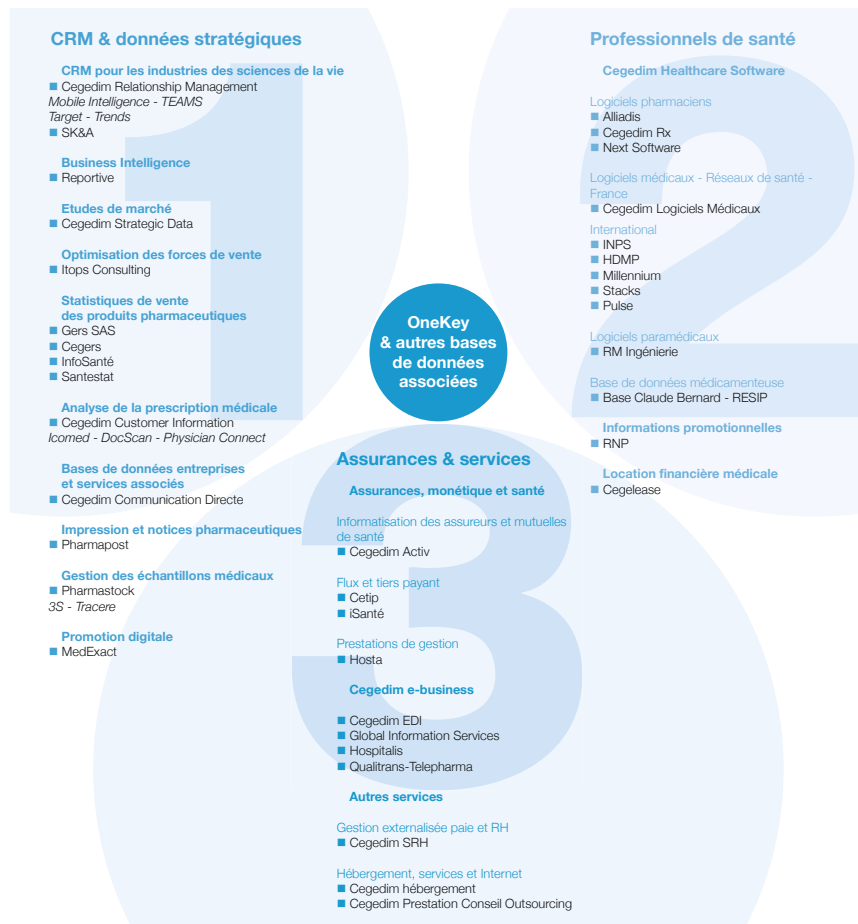 CRM & données stratégiques
CRM pour les industries des sciences de la vie
■ Cegedim Relationship Management
Mobile Intelligence - TEAMS
Target - Trends
■ SK&A
Business Intelligence
■ Reportive
Etudes de marché
■ Cegedim Strategic Data
Optimisation des forces de vente
■ Itops Consulting
Statistiques de vente
des produits pharmaceutiques
■ Gers SAS
■ Cegers
■ InfoSanté
■ Santestat
Analyse de la prescription médicale
■ Cegedim Customer Information
Icomed - DocScan - Physician Connect
Bases de données entreprises
et services associés
■ Cegedim Communication Directe
Impression et notices pharmaceutiques
■ Pharmapost
Gestion des échantillons médicaux
■ Pharmastock
3S - Tracere
Promotion digitale
■ MedExact
1
Professionnels de santé
Cegedim Healthcare Software
Logiciels pharmaciens
■ Alliadis
■ Cegedim Rx
■ Next Software
Logiciels médicaux - Réseaux de santé -
France
■ Cegedim Logiciels Médicaux
International
■ INPS
■ HDMP
■ Millennium
■ Stacks
■ Pulse
Logiciels paramédicaux
■ RM Ingénierie
Base de données médicamenteuse
■ Base Claude Bernard - RESIP
Informations promotionnelles
■ RNP
Location financière médicale
■ Cegelease
2
OneKey
& autres bases
de données
associées
Assurances & services
Assurances, monétique et santé
Informatisation des assureurs et mutuelles
de santé
■ Cegedim Activ
Flux et tiers payant
■ Cetip
■ iSanté
Prestations de gestion
■ Hosta
Cegedim e-business
■ Cegedim EDI
■ Global Information Services
■ Hospitalis
■ Qualitrans-Telepharma
Autres services
Gestion externalisée paie et RH
■ Cegedim SRH
Hébergement, services et Internet
■ Cegedim hébergement
■ Cegedim Prestation Conseil Outsourcing
3